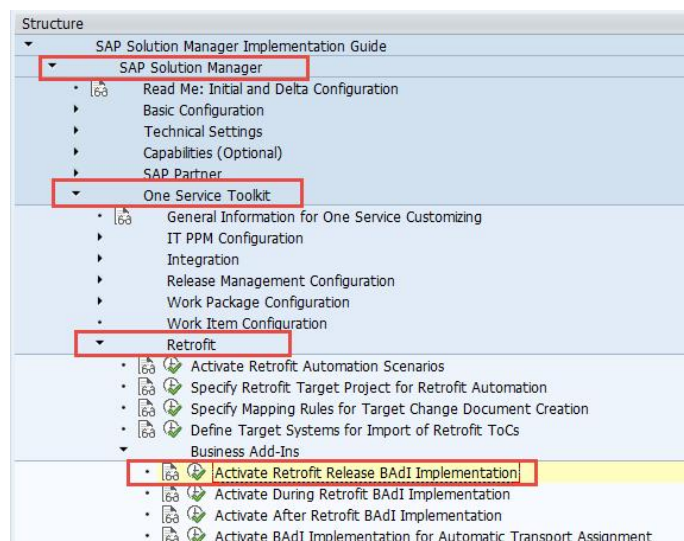 Structure
SAP Solution Manager Implementation Guide
SAP Solution Manager
Read Me: Initial and Delta Configuration
Basic Configuration
Technical Settings
Capabilities (Optional)
SAP Partner
One Service Toolkit
General Information for One Service Customizing
IT PPM Configuration
Integration
Release Management Configuration
Work Package Configuration
Work Item Configuration
Retrofit
Activate Retrofit Automation Scenarios
Specify Retrofit Target Project for Retrofit Automation
Specify Mapping Rules for Target Change Document Creation
Define Target Systems for Import of Retrofit ToCs
Business Add-Ins
Activate Retrofit Release BAdI Implementation
Activate During Retrofit BAdI Implementation
Activate After Retrofit BAdI Implementation
Activate BAdI Implementation for Automatic Transport Assignment